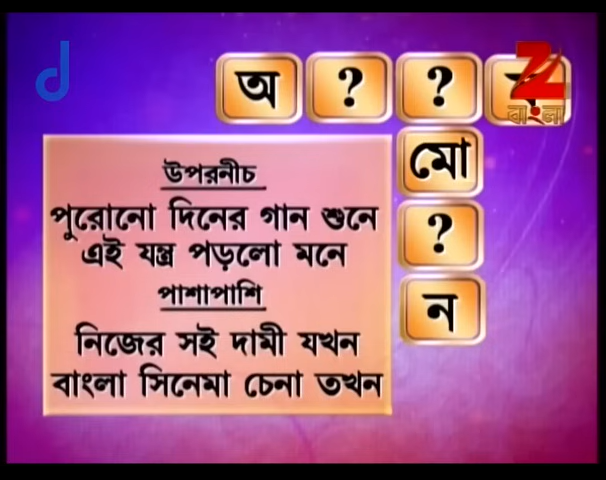 d
অ ? ?
বাংলা
মো
?
ন
উপরনীচ
পুরোনো দিনের গান শুনে
এই যন্ত্র পড়লো মনে
পাশাপাশি
নিজের সই দামী যখন
বাংলা সিনেমা চেনা তখন